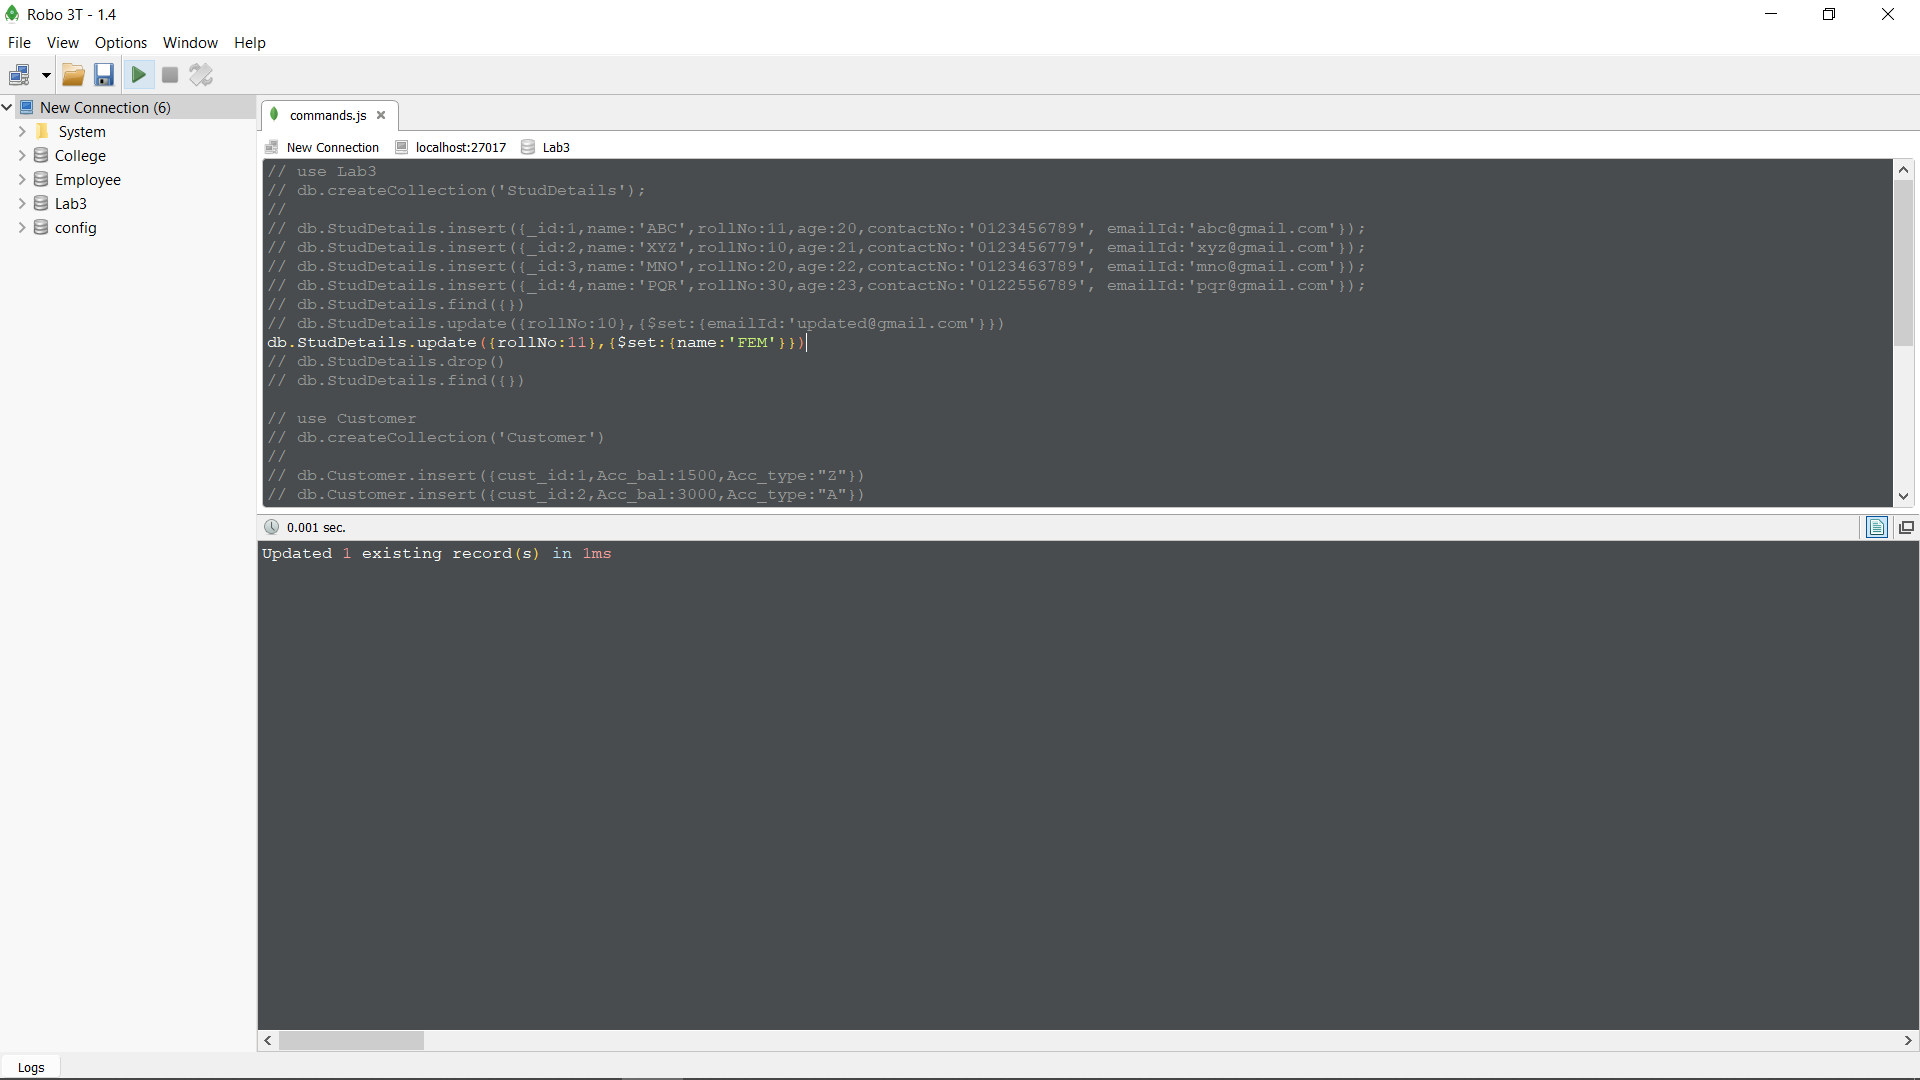 Robo 3T - 1.4
File View Options Window Help
New Connection (6)
System
College
Employee
Lab3
config
commands.js
New Connection localhost:27017 Lab3
// use Lab3
// db.createCollection('StudDetails');
//
// db.StudDetails.insert({_id:1,name:'ABC',rollNo:11,age:20,contactNo:'0123456789', emailId:'abc@gmail.com'});
// db.StudDetails.insert({_id:2,name:'XYZ',rollNo:10,age:21,contactNo:'0123456779', emailId:'xyz@gmail.com'});
// db.StudDetails.insert({_id:3,name:'MNO',rollNo:20,age:22,contactNo:'0123463789', emailId:'mno@gmail.com'});
// db.StudDetails.insert({_id:4,name:'PQR',rollNo:30,age:23,contactNo:'0122556789', emailId:'pqr@gmail.com'});
// db.StudDetails.find({})
// db.StudDetails.update({rollNo:10},{$set:{emailId:'updated@gmail.com'}})
db.StudDetails.update({rollNo:11},{$set:{name:'FEM'}})
// db.StudDetails.drop()
// db.StudDetails.find({})
// use Customer
// db.createCollection('Customer')
//
// db.Customer.insert({cust_id:1,Acc_bal:1500,Acc_type:"Z"})
// db.Customer.insert({cust_id:2,Acc_bal:3000,Acc_type:"A"})
0.001 sec.
Updated 1 existing record(s) in 1ms
Logs